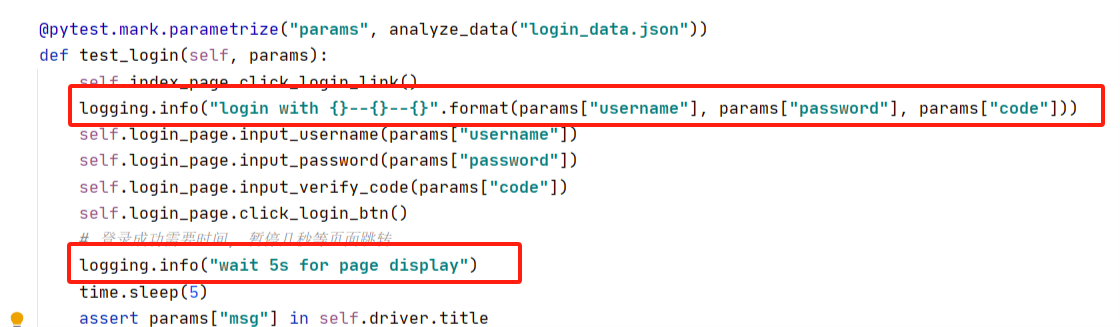 @pytest.mark.parametrize("params", analyze_data("login_data.json"))
def test_login(self, params):
self.index_page.click_login_link()
logging.info("login with {}--{}--{}".format(params["username"], params["password"], params["code"]))
self.login_page.input_username(params["username"])
self.login_page.input_password(params["password"])
self.login_page.input_verify_code(params["code"])
self.login_page.click_login_btn()
# 登录成功需要时间, 暂停几秒等页面跳转
logging.info("wait 5s for page display")
time.sleep(5)
assert params["msg"] in self.driver.title